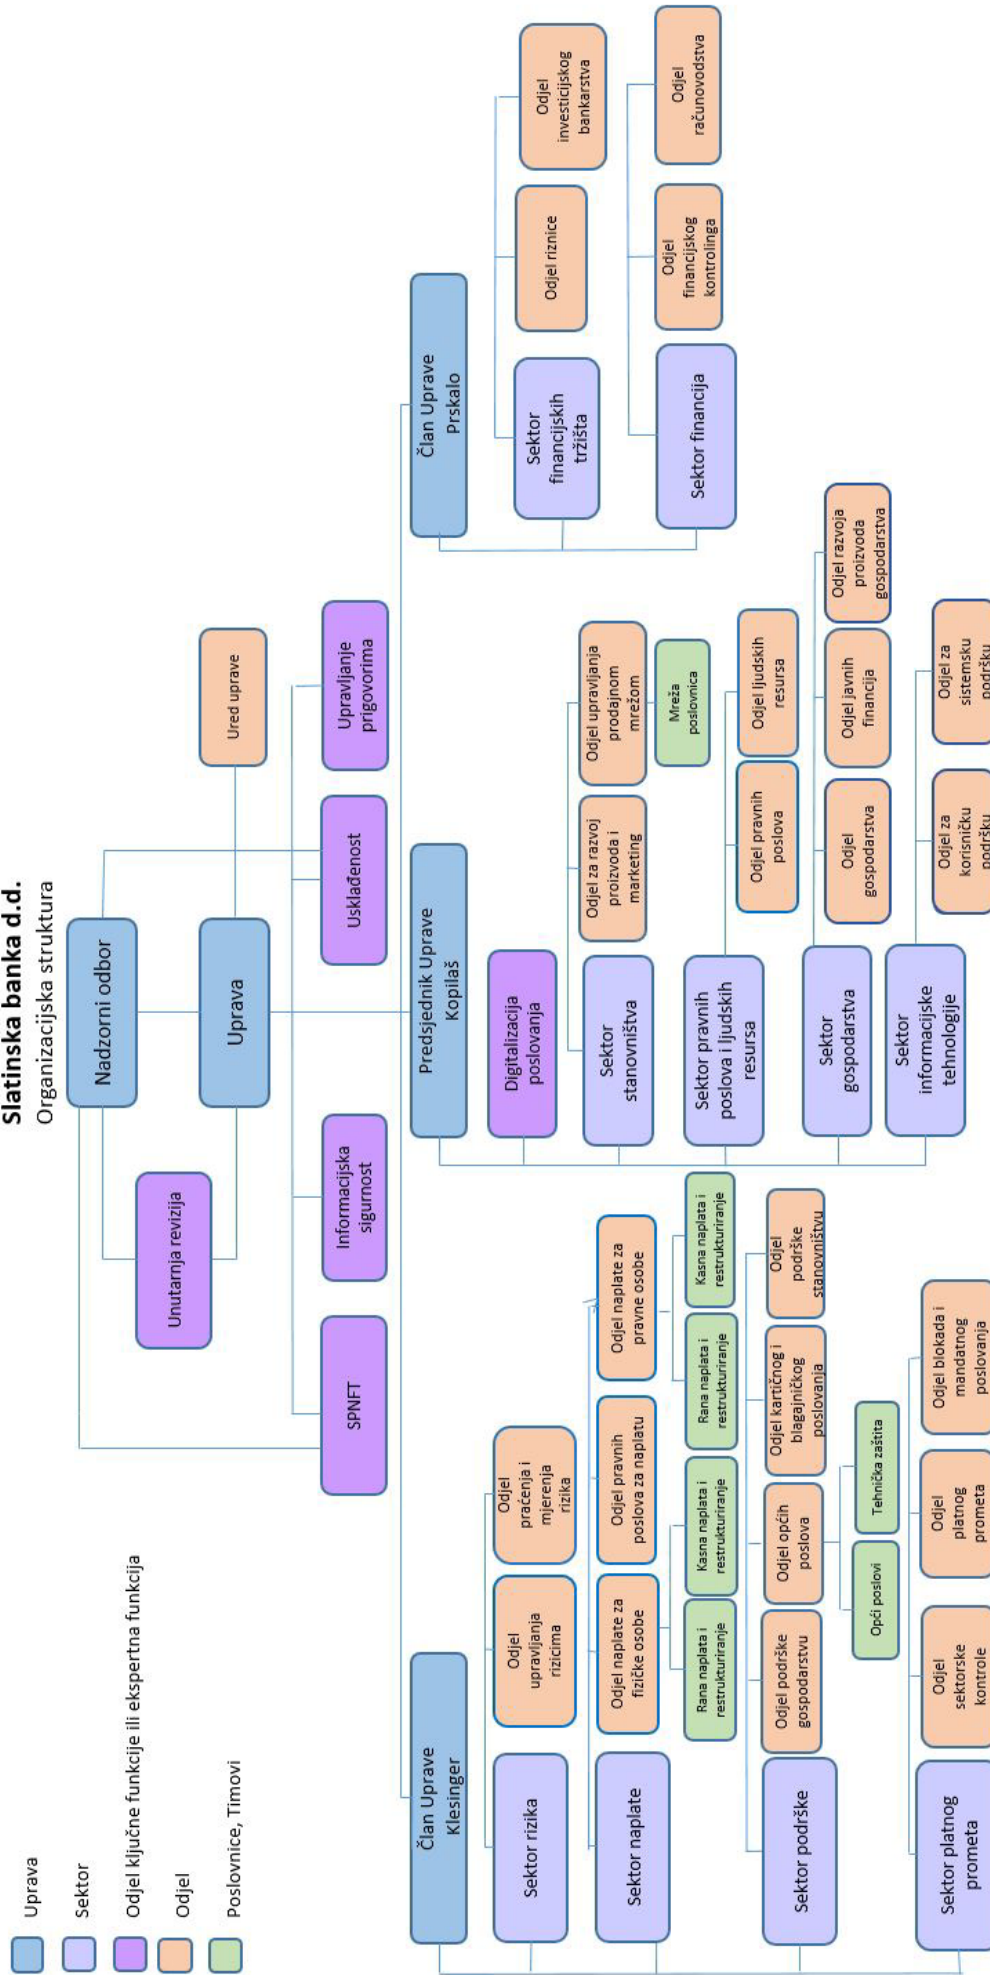 Slatinska banka d.d.
Organizacijska struktura
Uprava
Sektor
Odjel ključne funkcije ili ekspertna funkcija
Odjel
Poslovnice, Timovi
Nadzorni odbor
Unutarnja revizija
Uprava
Ured uprave
SPNFT
Informacijska
sigurnost
Usklađenost
Upravljanje
prigovorima
Član Uprave
Klesinger
Predsjednik Uprave
Kopilaš
Član Uprave
Prskalo
Sektor rizika
Odjel
upravljanja
rizicima
Odjel
praćenja i
mjerenja
rizika
Sektor naplate
Odjel naplate za
fizičke osobe
Odjel pravnih
poslova za naplatu
Odjel naplate za
pravne osobe
Rana naplata i
restrukturiranje
Kasna naplata i
restrukturiranje
Rana naplata i
restrukturiranje
Kasna naplata i
restrukturiranje
Sektor podrške
Odjel podrške
gospodarstvu
Odjel općih
poslova
Odjel kartičnog i
blagajničkog
poslovanja
Odjel
podrške
stanovništvu
Opći poslovi
Tehnička zaštita
Sektor platnog
prometa
Odjel
sektorske
kontrole
Odjel
platnog
prometa
Odjel blokada i
mandatnog
poslovanja
Digitalizacija
poslovanja
Sektor
stanovništva
Odjel za razvoj
proizvoda i
marketing
Odjel upravljanja
prodajnom
mrežom
Mreža
poslovnica
Sektor pravnih
poslova i ljudskih
resursa
Odjel pravnih
poslova
Odjel ljudskih
resursa
Sektor
gospodarstva
Odjel
gospodarstva
Odjel javnih
financija
Odjel razvoja
proizvoda
gospodarstva
Sektor
informacijske
tehnologije
Odjel za
korisničku
podršku
Odjel za
sistemsku
podršku
Sektor
financijskih
tržišta
Odjel riznice
Odjel
investicijskog
bankarstva
Sektor financija
Odjel
financijskog
kontrolinga
Odjel
računovodstva